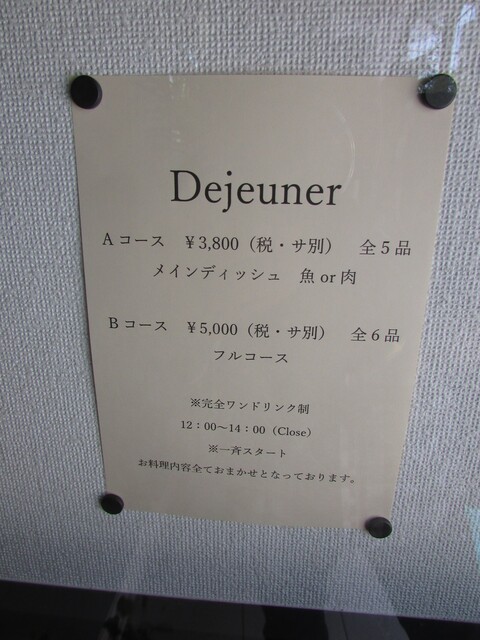 Dejeuner
Aコース　￥3,800（税・サ別）　全5品
メインディッシュ　魚 or 肉
Bコース　￥5,000（税・サ別）　全6品
フルコース
※完全ワンドリンク制
12：00～14：00（Close）
※一斉スタート
お料理内容全ておまかせとなっております。